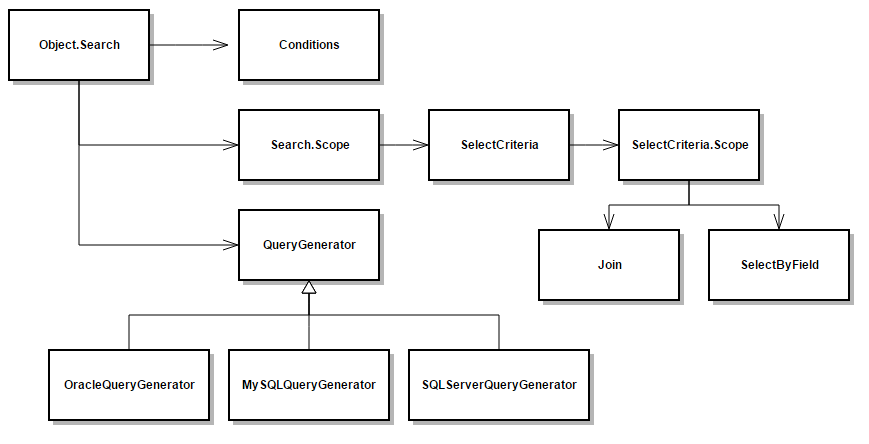 Object.Search
Conditions
Search.Scope
SelectCriteria
SelectCriteria.Scope
QueryGenerator
Join
SelectByField
OracleQueryGenerator
MySQLQueryGenerator
SQLServerQueryGenerator